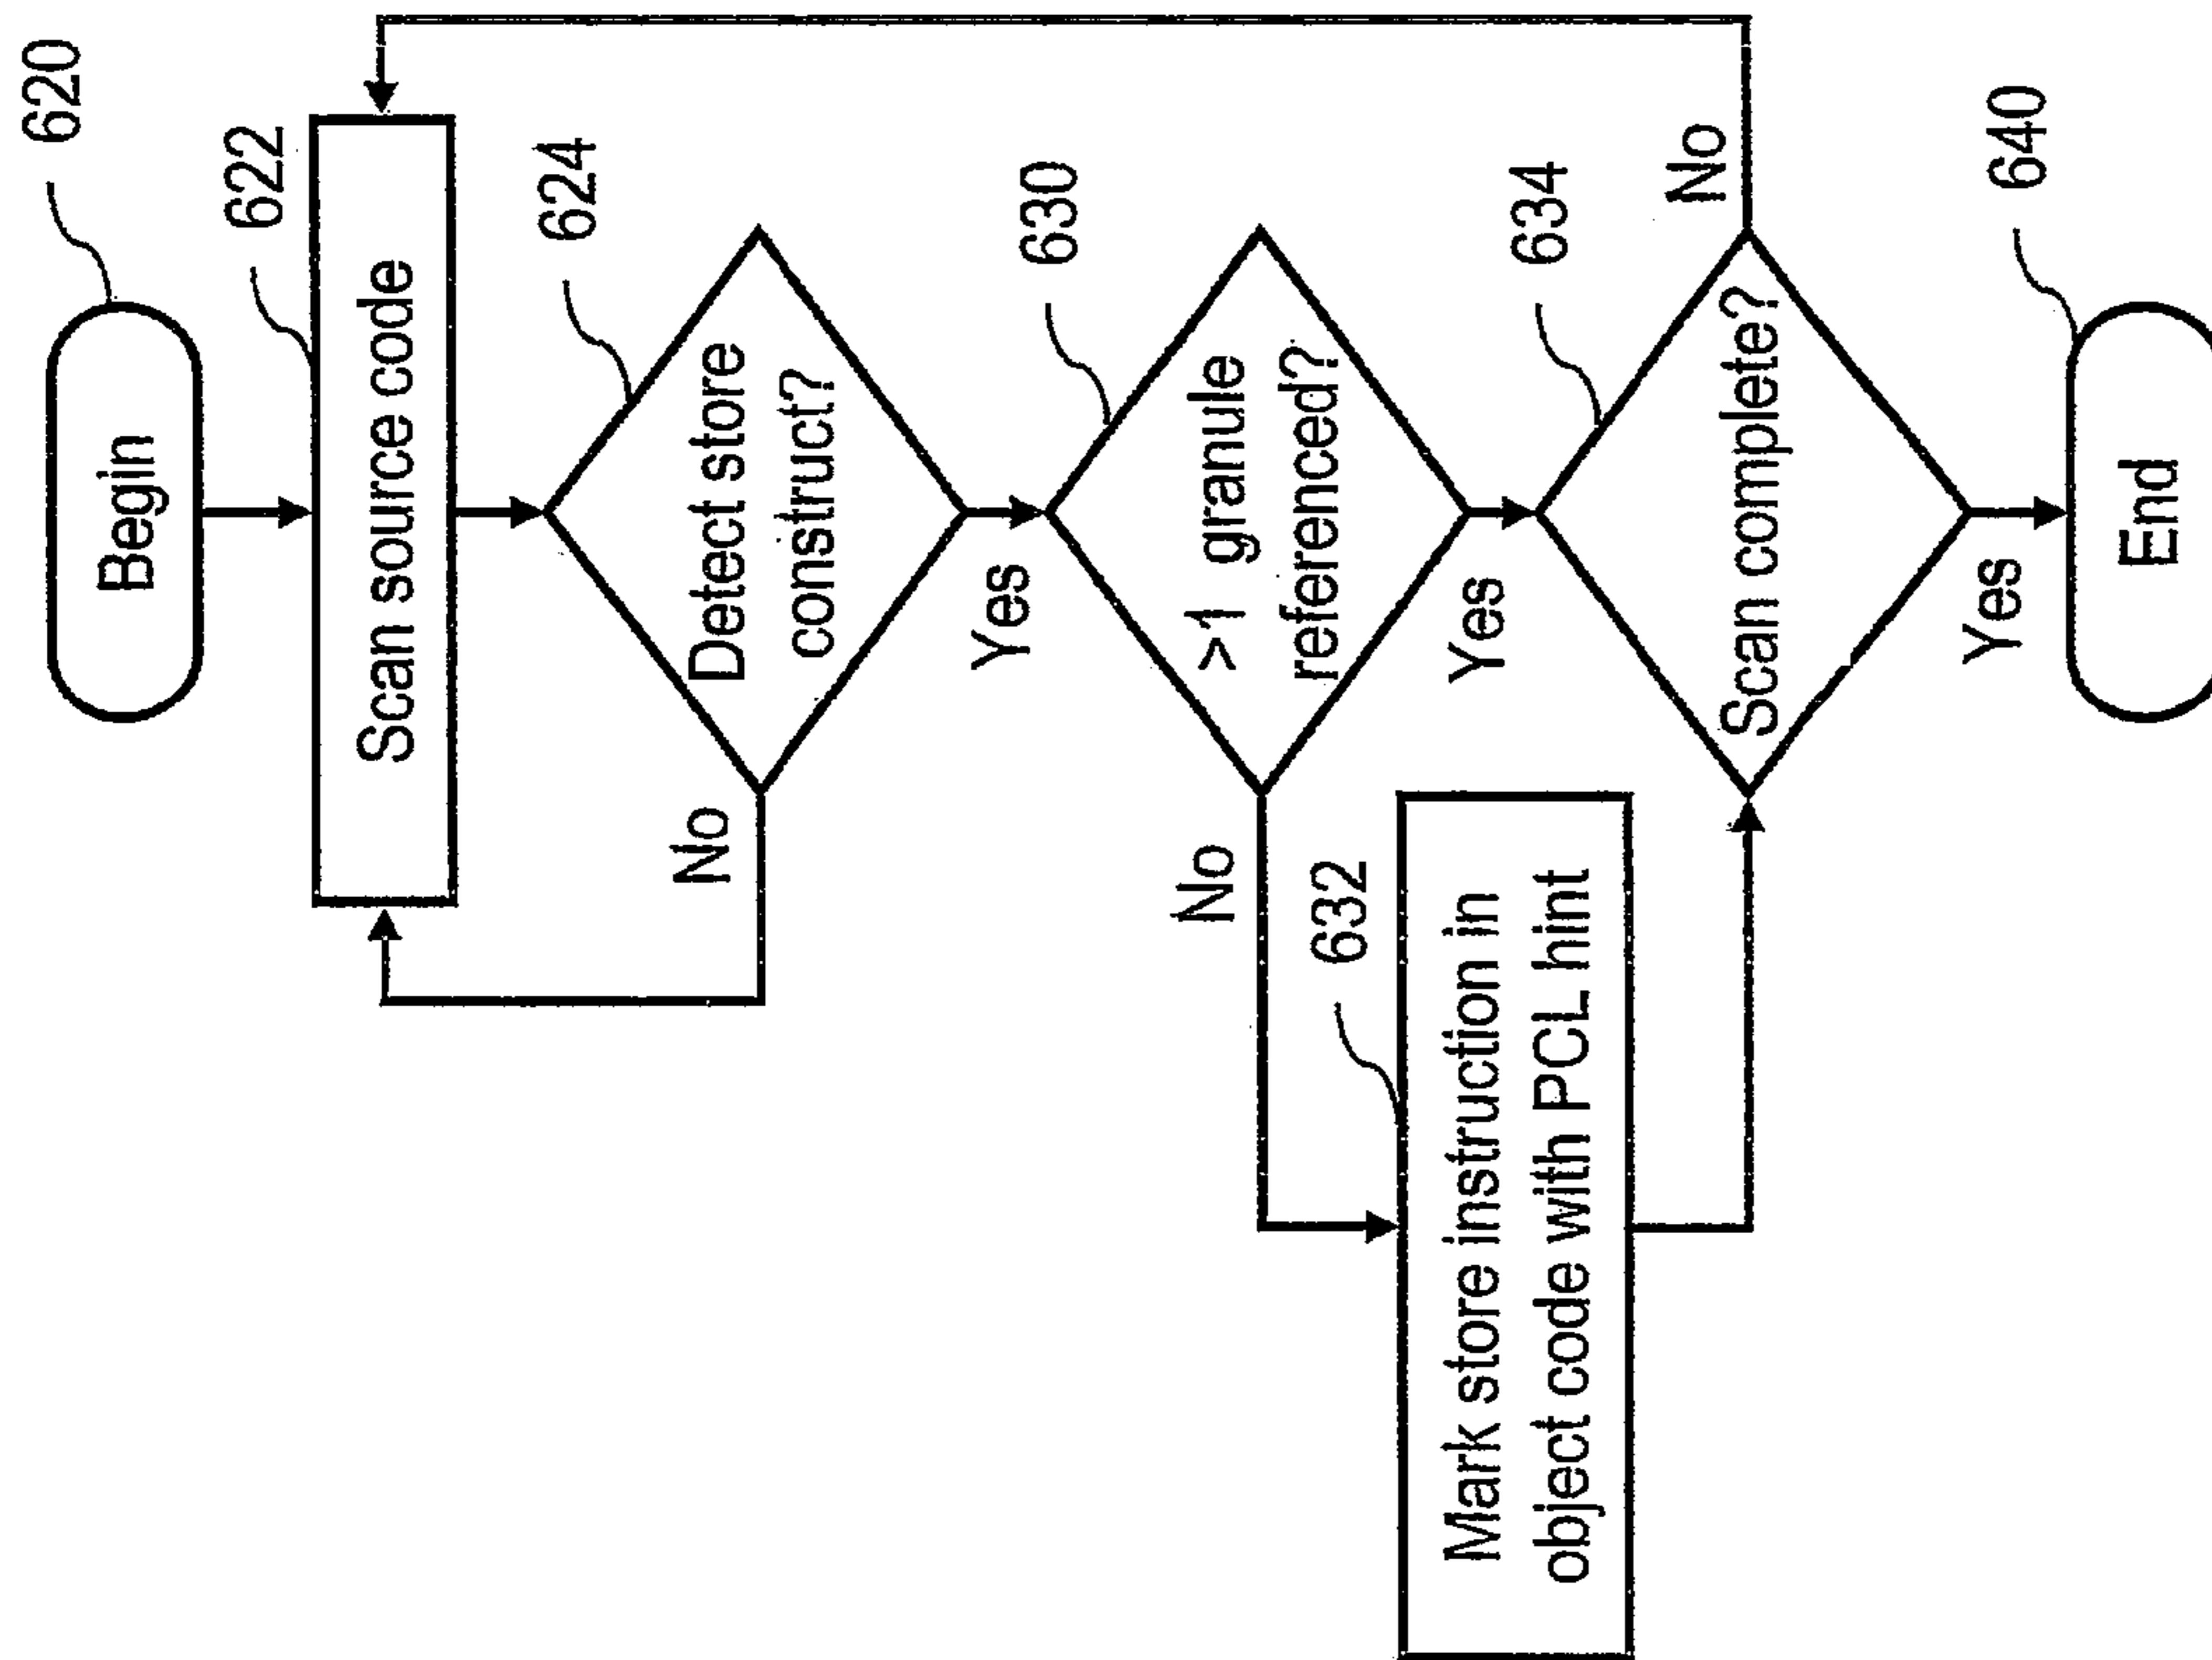 Begin
620
Scan source code
622
Detect store
construct?
624
No
Yes
>1 granule
referenced?
630
No
Yes
Mark store instruction in
object code with PCL hint
632
Scan complete?
634
No
Yes
End
640